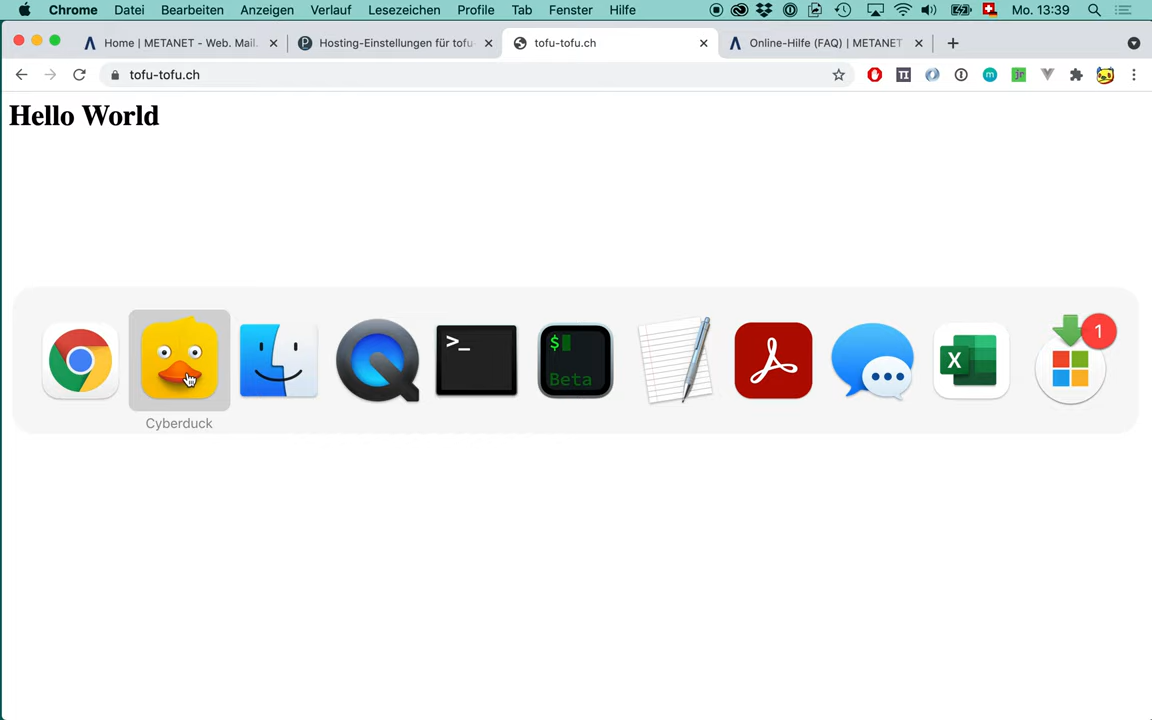 Chrome Datei Bearbeiten Anzeigen Verlauf Lesezeichen Profile Tab Fenster Hilfe Mo. 13:39
Home | METANET - Web. Mail. Hosting-Einstellungen für tofu tofu-tofu.ch Online-Hilfe (FAQ) | METANET
tofu-tofu.ch
Hello World
>_
$
Beta
X
1
Cyberduck